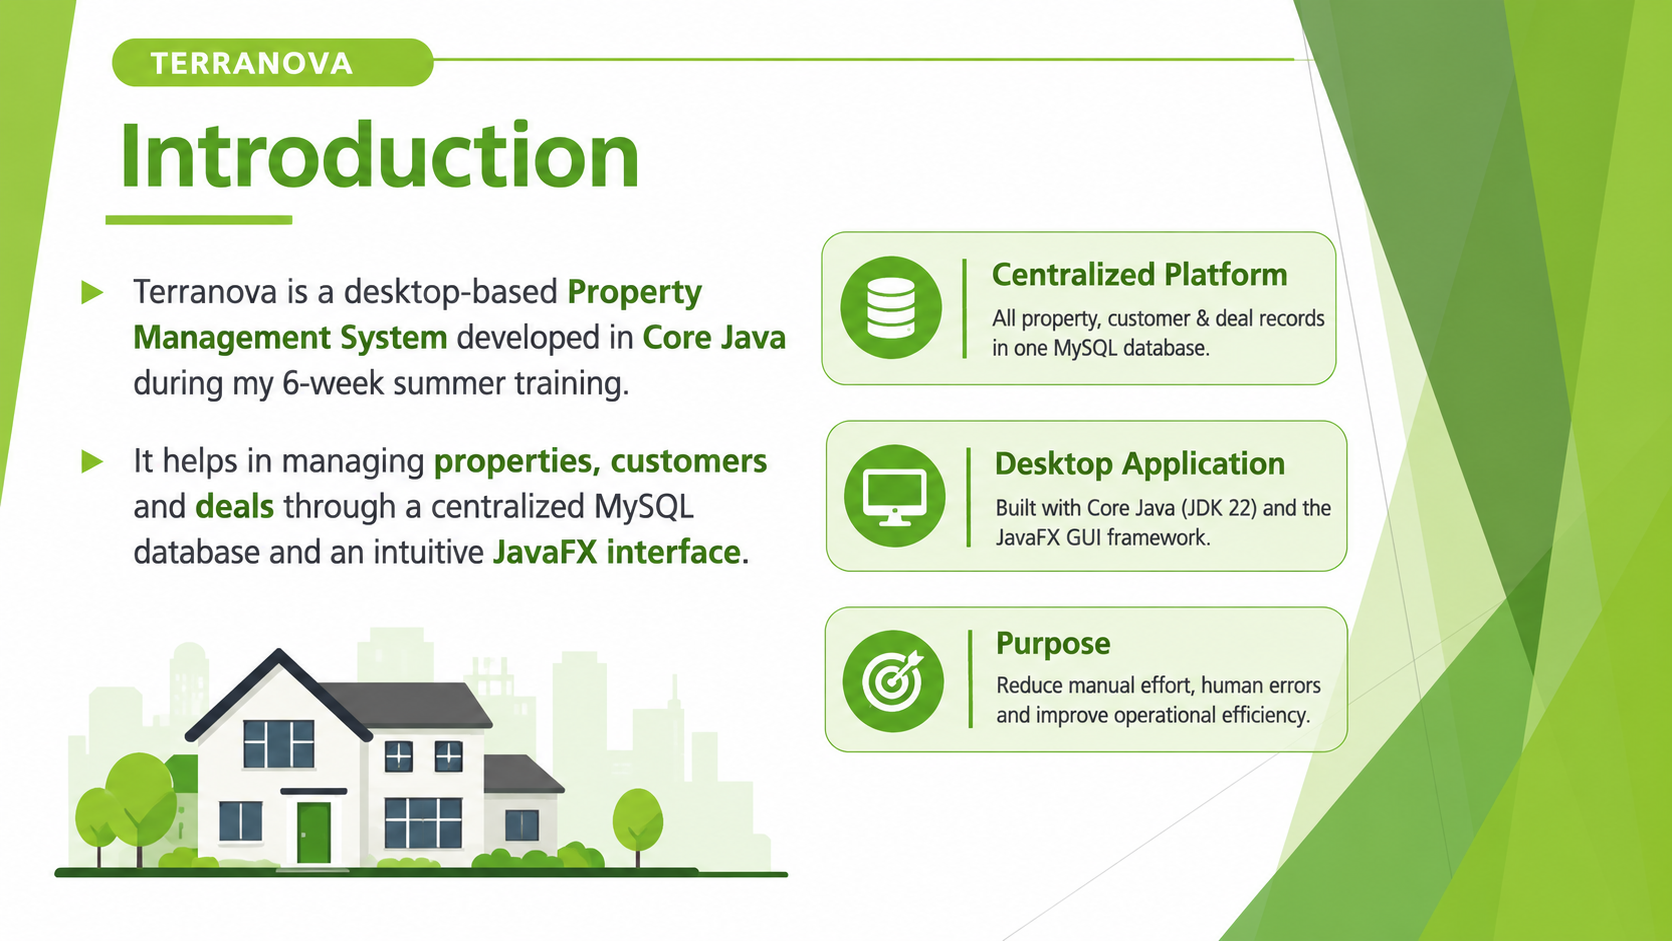 TERRANOVA
Introduction
Terranova is a desktop-based Property
Management System developed in Core Java
during my 6-week summer training.
It helps in managing properties, customers
and deals through a centralized MySQL
database and an intuitive JavaFX interface.
Centralized Platform
All property, customer & deal records
in one MySQL database.
Desktop Application
Built with Core Java (JDK 22) and the
JavaFX GUI framework.
Purpose
Reduce manual effort, human errors
and improve operational efficiency.